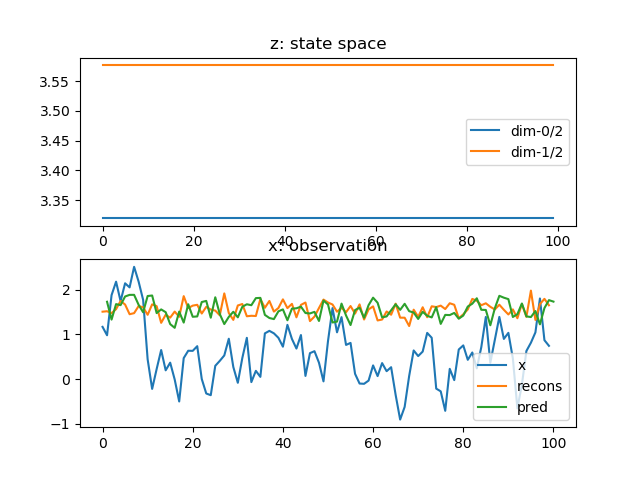 z: state space
3.55
3.50
3.45
3.40
3.35
dim-0/2
dim-1/2
0 20 40 60 80 100
x: observation
2
1
0
−1
x
recons
pred
0 20 40 60 80 100